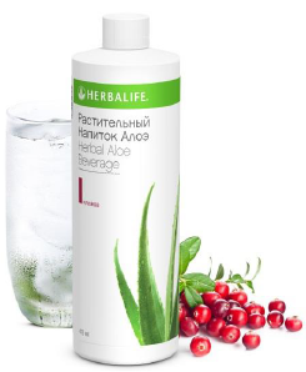 HERBALIFE.
Растительный
Напиток Алоэ
Herbal Aloe
Beverage